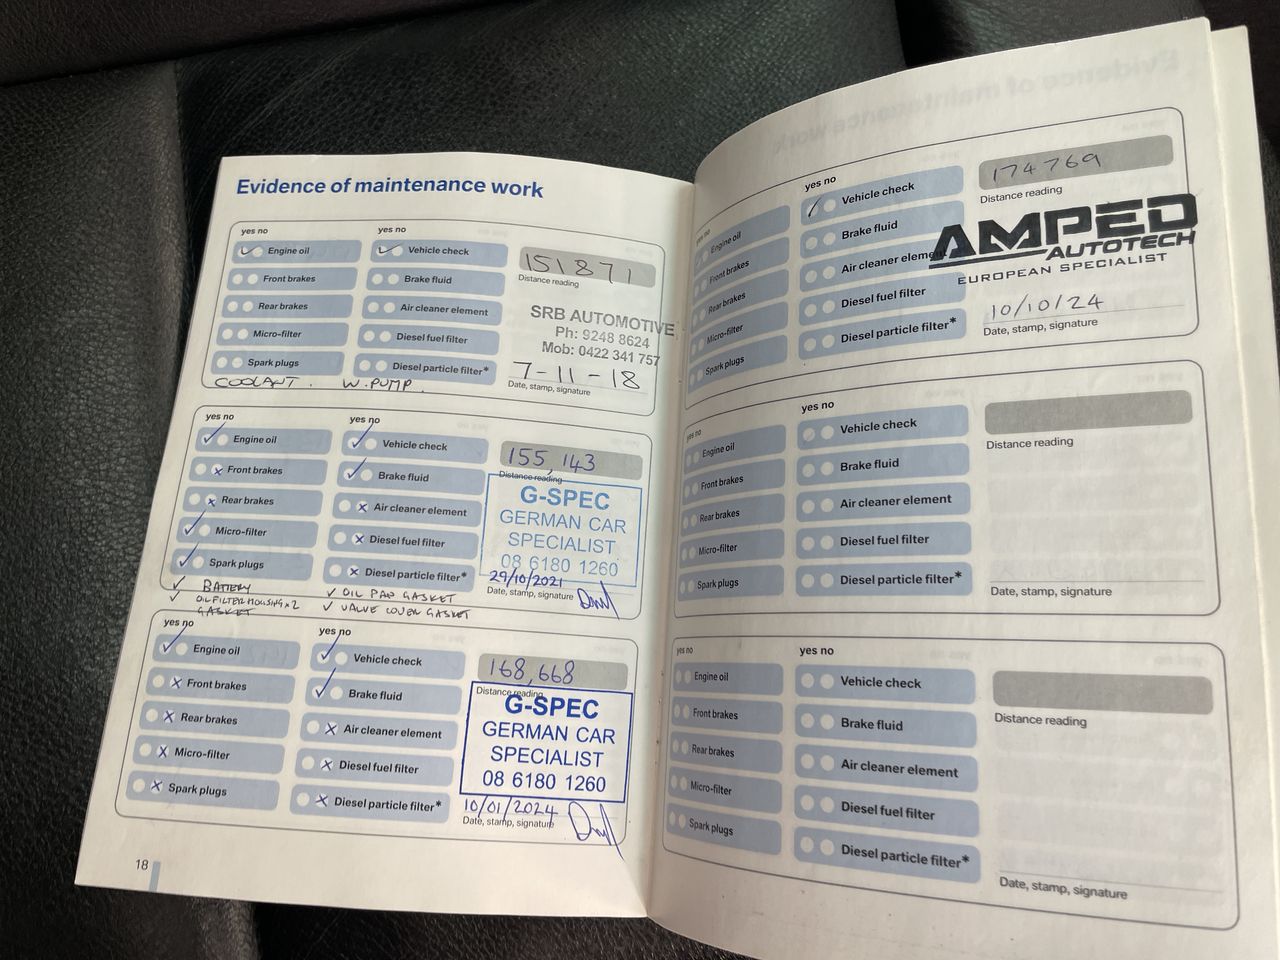 Evidence of maintenance work
yes no
yes no
Engine oil
Vehicle check
Front brakes
Brake fluid
Rear brakes
Air cleaner element
Micro-filter
Diesel fuel filter
Spark plugs
Diesel particle filter*
COOLANT. W.PUMP.
151871
Distance reading
SRB AUTOMOTIVE
Ph: 9248 8624
Mob: 0422 341 757
7-11-18
Date, stamp, signature
yes no
yes no
Engine oil
Vehicle check
Front brakes
Brake fluid
Rear brakes
Air cleaner element
Micro-filter
Diesel fuel filter
Spark plugs
Diesel particle filter*
155,143
Distance reading
G-SPEC
GERMAN CAR
SPECIALIST
08 6180 1260
29/10/2021
Date, stamp, signature
✓ BATTERY ✓ OIL PAN GASKET
✓ OIL FILTER HOUSING x2 ✓ VALVE COVER GASKET
GASKET
yes no
yes no
Engine oil
Vehicle check
Front brakes
Brake fluid
Rear brakes
Air cleaner element
Micro-filter
Diesel fuel filter
Spark plugs
Diesel particle filter*
168,668
Distance reading
G-SPEC
GERMAN CAR
SPECIALIST
08 6180 1260
10/01/2024
Date, stamp, signature
18
yes no
yes no
Engine oil
Vehicle check
Front brakes
Brake fluid
Rear brakes
Air cleaner element
Micro-filter
Diesel fuel filter
Spark plugs
Diesel particle filter*
174769
Distance reading
AMPED
AUTOTECH
EUROPEAN SPECIALIST
10/10/24
Date, stamp, signature
yes no
yes no
Engine oil
Vehicle check
Front brakes
Brake fluid
Rear brakes
Air cleaner element
Micro-filter
Diesel fuel filter
Spark plugs
Diesel particle filter*
Distance reading
Date, stamp, signature
yes no
yes no
Engine oil
Vehicle check
Front brakes
Brake fluid
Rear brakes
Air cleaner element
Micro-filter
Diesel fuel filter
Spark plugs
Diesel particle filter*
Distance reading
Date, stamp, signature